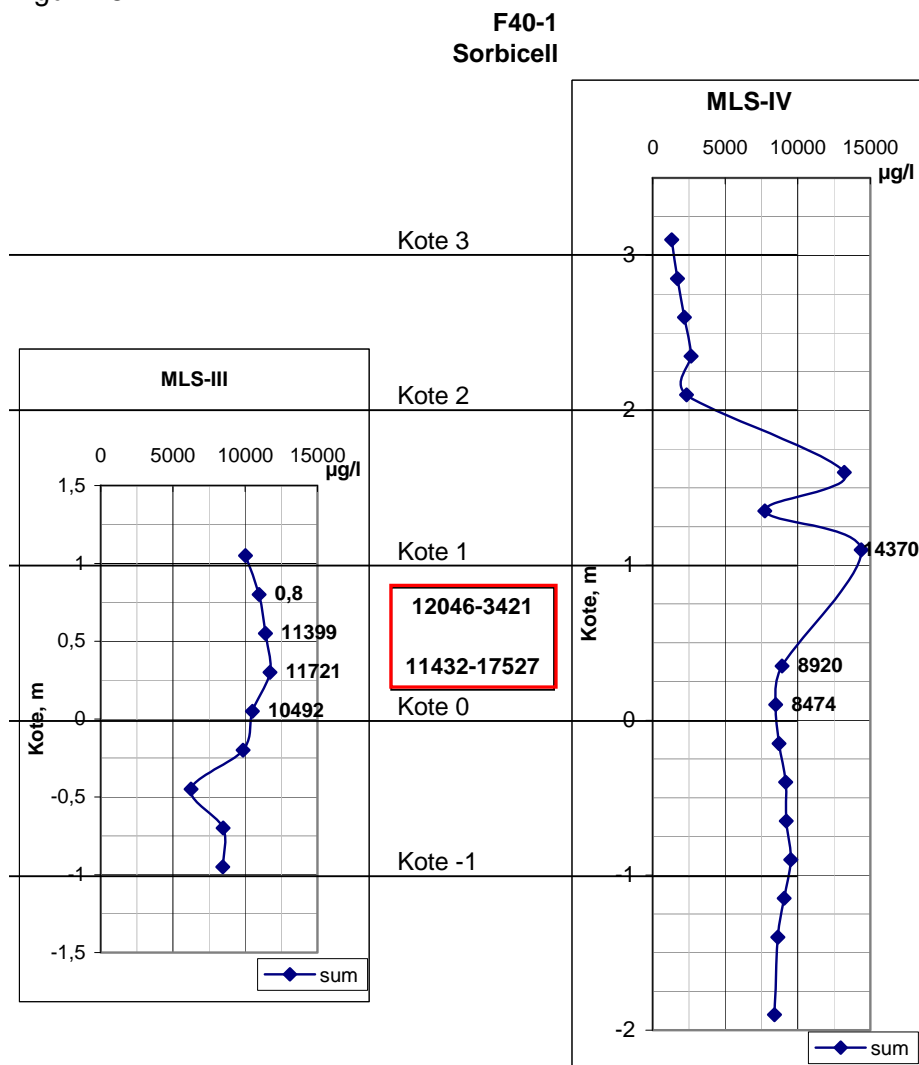 F40-1
Sorbicell
MLS-IV
0 5000 10000 15000
µg/l
Kote 3
3
MLS-III
Kote 2
2
0 5000 10000 15000
µg/l
1,5
Kote 1
1
1
14370
0,8
12046-3421
Kote, m
0,5
11399
11432-17527
11721
8920
Kote, m
0
10492
Kote 0
0
8474
-0,5
Kote -1
-1
-1
-1,5
sum
-2
sum